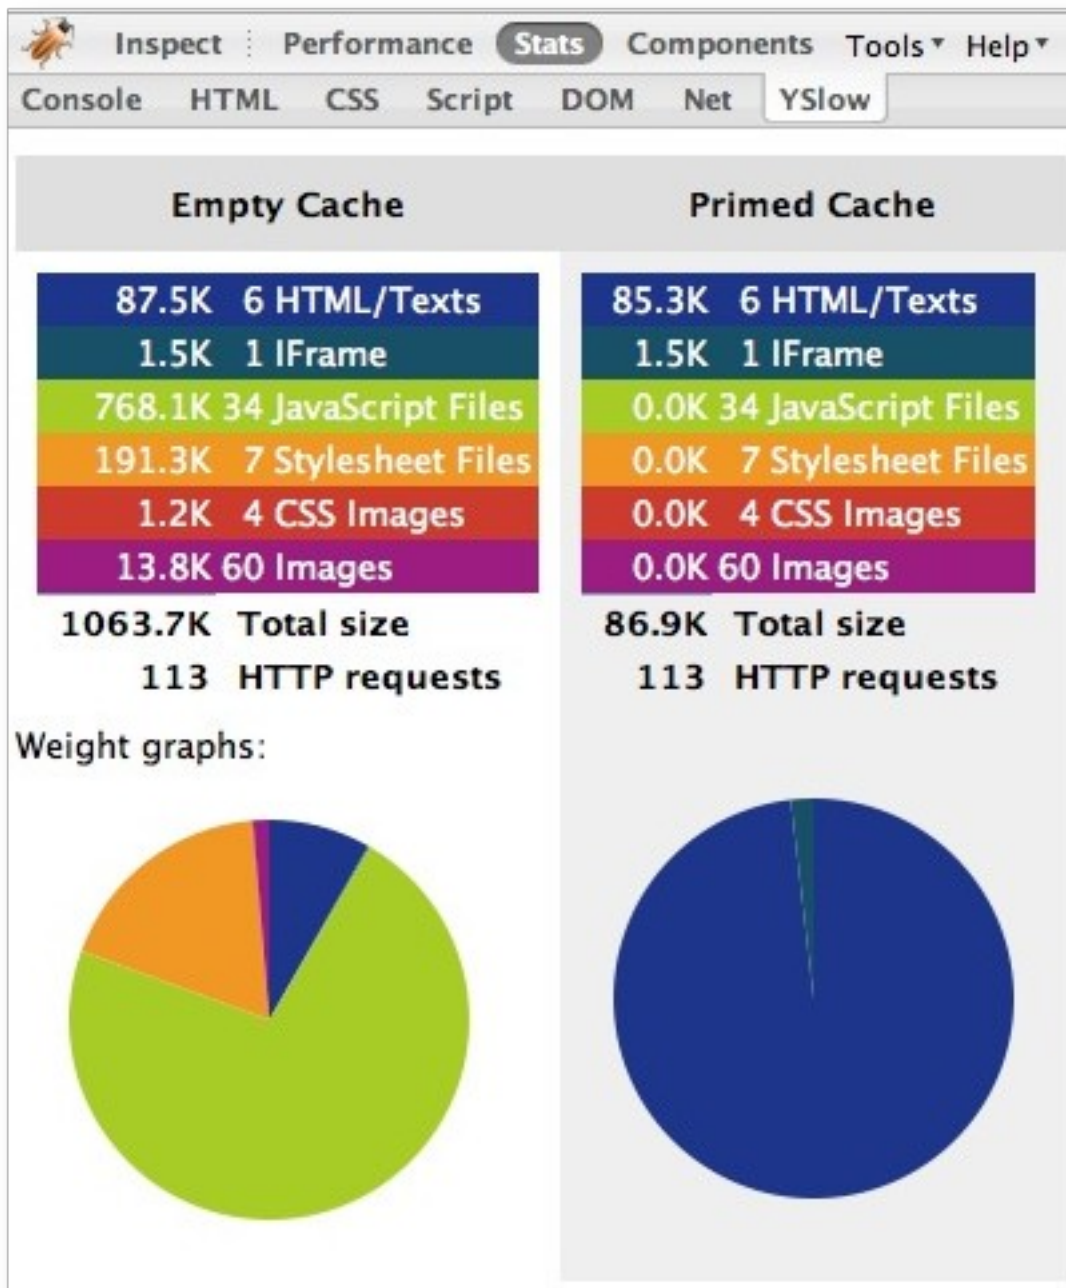 Inspect Performance Stats Components Tools Help
Console HTML CSS Script DOM Net YSlow
Empty Cache
87.5K 6 HTML/Texts
1.5K 1 IFrame
768.1K 34 JavaScript Files
191.3K 7 Stylesheet Files
1.2K 4 CSS Images
13.8K 60 Images
1063.7K Total size
113 HTTP requests
Primed Cache
85.3K 6 HTML/Texts
1.5K 1 IFrame
0.0K 34 JavaScript Files
0.0K 7 Stylesheet Files
0.0K 4 CSS Images
0.0K 60 Images
86.9K Total size
113 HTTP requests
Weight graphs: